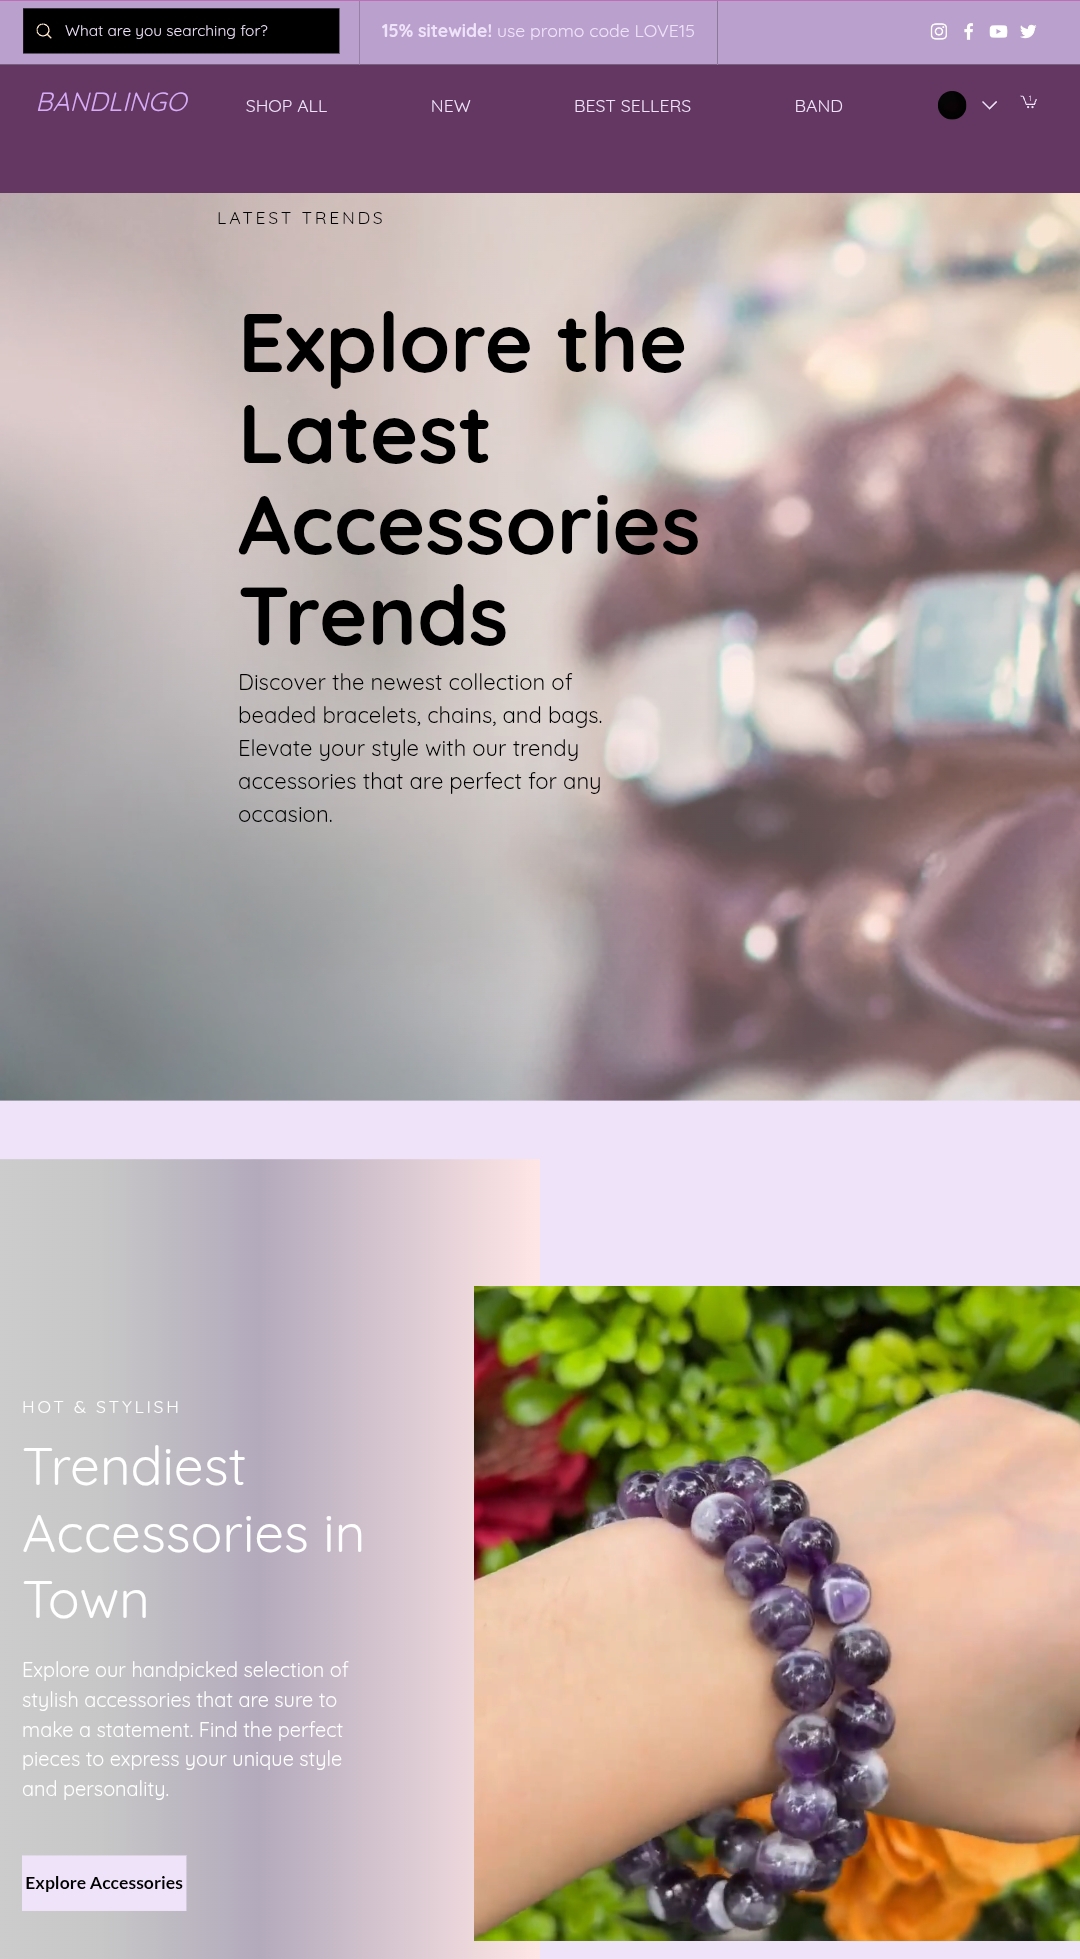 What are you searching for?
15% sitewide! use promo code LOVE15
BANDLINGO
SHOP ALL
NEW
BEST SELLERS
BAND
LATEST TRENDS
Explore the
Latest
Accessories
Trends
Discover the newest collection of
beaded bracelets, chains, and bags.
Elevate your style with our trendy
accessories that are perfect for any
occasion.
HOT & STYLISH
Trendiest
Accessories in
Town
Explore our handpicked selection of
stylish accessories that are sure to
make a statement. Find the perfect
pieces to express your unique style
and personality.
Explore Accessories